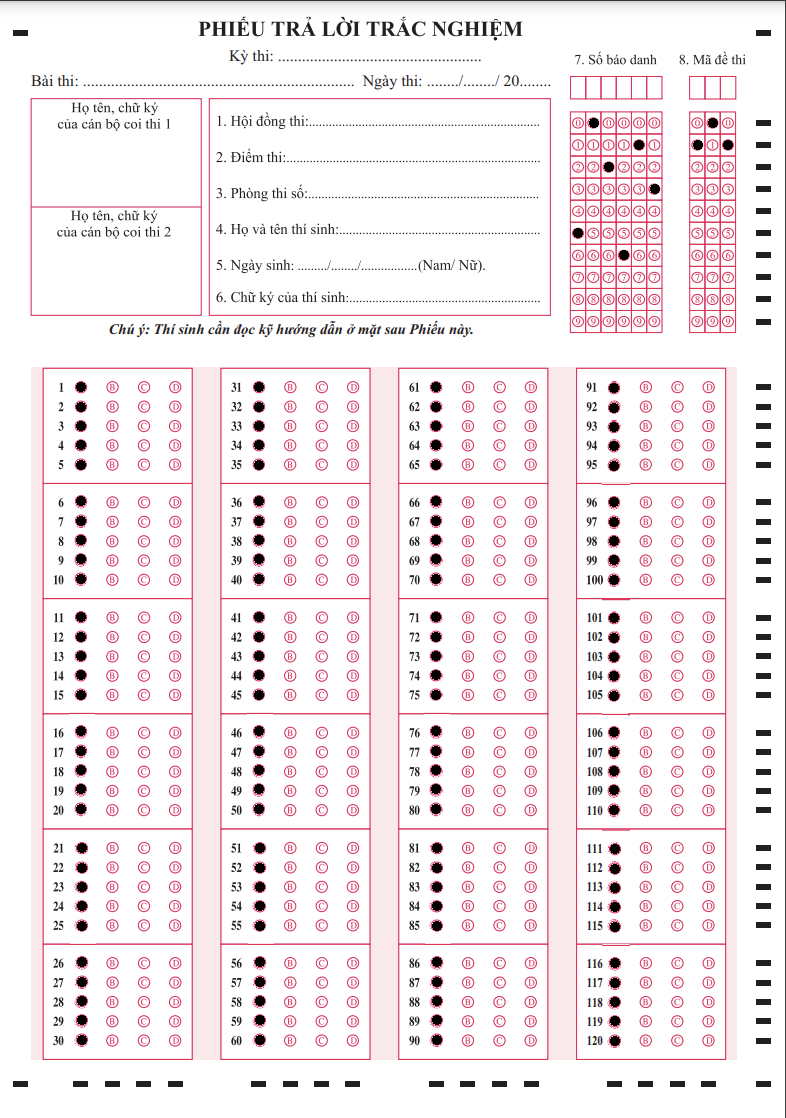 PHIẾU TRẢ LỜI TRẮC NGHIỆM
Kỳ thi: ...................................................
Bài thi: .................................................................... Ngày thi: ......../......../ 20........
7. Số báo danh 8. Mã đề thi
Họ tên, chữ ký
của cán bộ coi thi 1
Họ tên, chữ ký
của cán bộ coi thi 2
1. Hội đồng thi:..............................................................
2. Điểm thi:....................................................................
3. Phòng thi số:..............................................................
4. Họ và tên thí sinh:......................................................
5. Ngày sinh: ........./......../.................(Nam/ Nữ).
6. Chữ ký của thí sinh:...................................................
0 0 0 0 0 0 0
1 1 1 1 1 1
2 2 2 2 2 2 2 2
3 3 3 3 3 3 3 3
4 4 4 4 4 4 4 4 4
5 5 5 5 5 5 5 5
6 6 6 6 6 6 6 6
7 7 7 7 7 7 7 7 7
8 8 8 8 8 8 8 8 8
9 9 9 9 9 9 9 9 9
Chú ý: Thí sinh cần đọc kỹ hướng dẫn ở mặt sau Phiếu này.
1 B C D 31 B C D 61 B C D 91 B C D
2 B C D 32 B C D 62 B C D 92 B C D
3 B C D 33 B C D 63 B C D 93 B C D
4 B C D 34 B C D 64 B C D 94 B C D
5 B C D 35 B C D 65 B C D 95 B C D
6 B C D 36 B C D 66 B C D 96 B C D
7 B C D 37 B C D 67 B C D 97 B C D
8 B C D 38 B C D 68 B C D 98 B C D
9 B C D 39 B C D 69 B C D 99 B C D
10 B C D 40 B C D 70 B C D 100 B C D
11 B C D 41 B C D 71 B C D 101 B C D
12 B C D 42 B C D 72 B C D 102 B C D
13 B C D 43 B C D 73 B C D 103 B C D
14 B C D 44 B C D 74 B C D 104 B C D
15 B C D 45 B C D 75 B C D 105 B C D
16 B C D 46 B C D 76 B C D 106 B C D
17 B C D 47 B C D 77 B C D 107 B C D
18 B C D 48 B C D 78 B C D 108 B C D
19 B C D 49 B C D 79 B C D 109 B C D
20 B C D 50 B C D 80 B C D 110 B C D
21 B C D 51 B C D 81 B C D 111 B C D
22 B C D 52 B C D 82 B C D 112 B C D
23 B C D 53 B C D 83 B C D 113 B C D
24 B C D 54 B C D 84 B C D 114 B C D
25 B C D 55 B C D 85 B C D 115 B C D
26 B C D 56 B C D 86 B C D 116 B C D
27 B C D 57 B C D 87 B C D 117 B C D
28 B C D 58 B C D 88 B C D 118 B C D
29 B C D 59 B C D 89 B C D 119 B C D
30 B C D 60 B C D 90 B C D 120 B C D